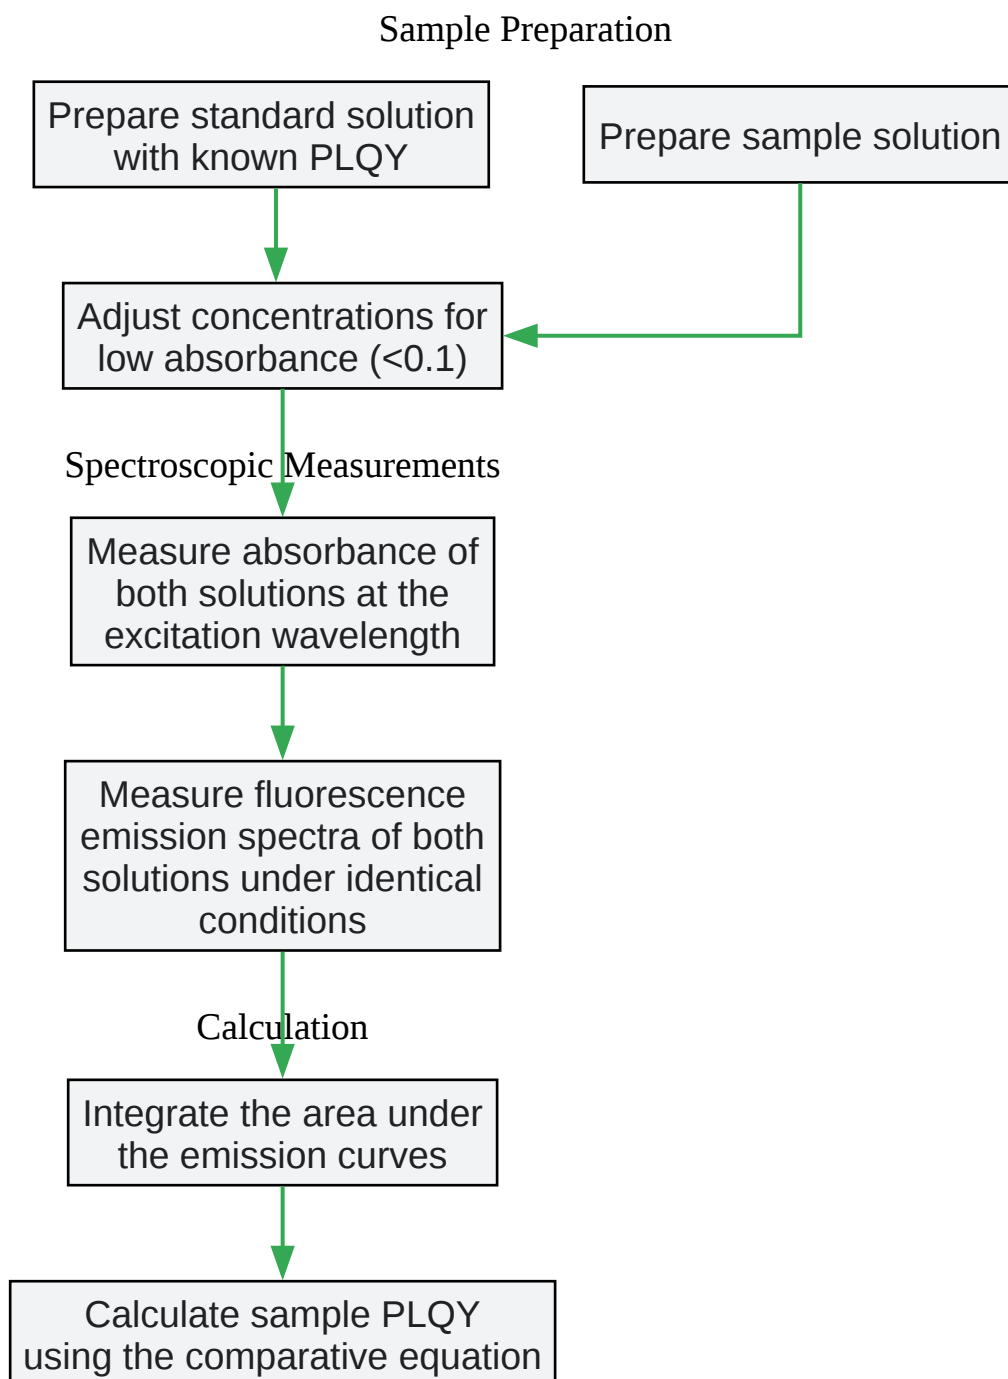 Sample Preparation
Prepare standard solution
with known PLQY
Prepare sample solution
Adjust concentrations for
low absorbance (<0.1)
Spectroscopic Measurements
Measure absorbance of
both solutions at the
excitation wavelength
Measure fluorescence
emission spectra of both
solutions under identical
conditions
Calculation
Integrate the area under
the emission curves
Calculate sample PLQY
using the comparative equation